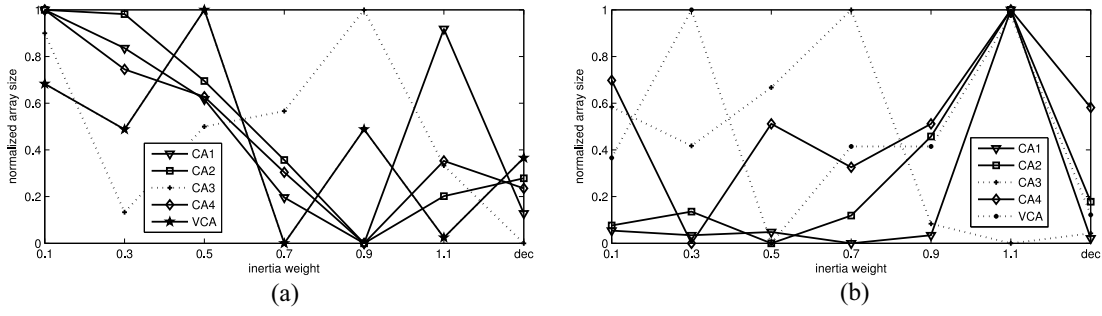 1
0.8
0.6
0.4
0.2
0
normalized array size
CA1
CA2
CA3
CA4
VCA
0.1
0.3
0.5
0.7
0.9
1.1
dec
inertia weight
(a)
1
0.8
0.6
0.4
0.2
0
normalized array size
CA1
CA2
CA3
CA4
VCA
0.1
0.3
0.5
0.7
0.9
1.1
dec
inertia weight
(b)